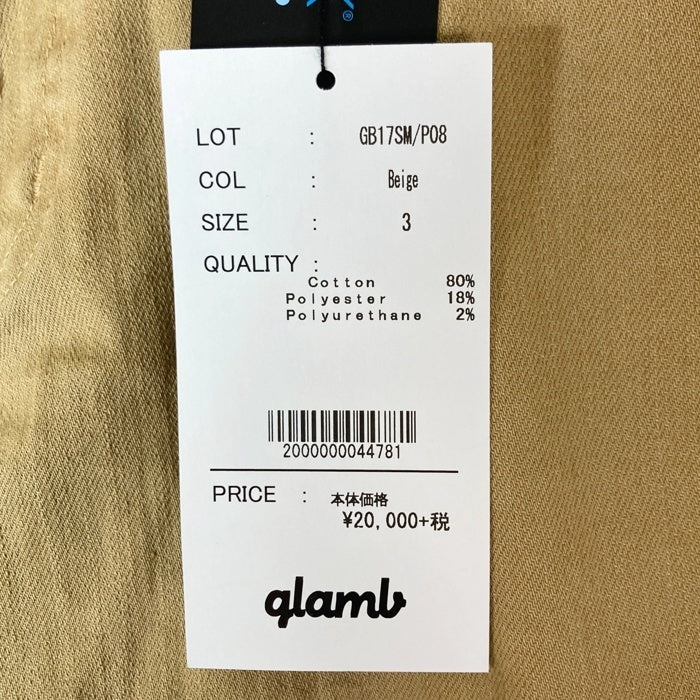 LOT : GB17SM/P08
COL : Beige
SIZE : 3
QUALITY :
Cotton 80%
Polyester 18%
Polyurethane 2%
2000000044781
PRICE : 本体価格
¥20,000+税
glamb